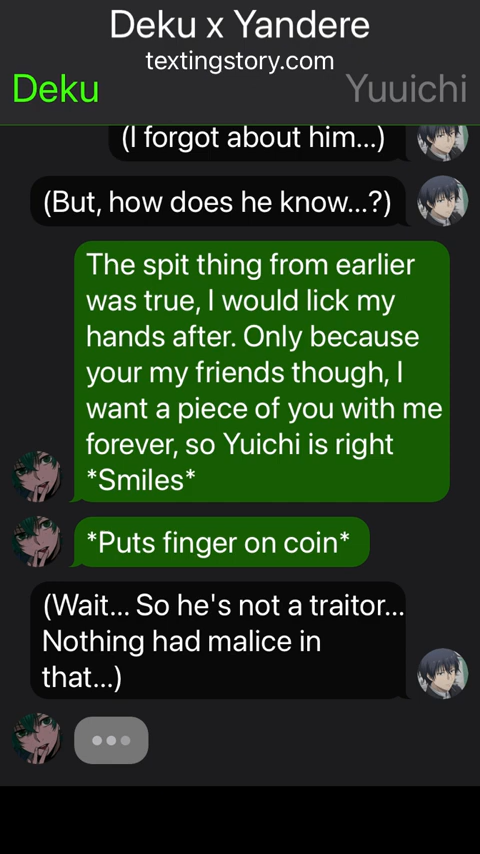 Deku x Yandere
textingstory.com
Deku
Yuuichi
(I forgot about him...)
(But, how does he know...?)
The spit thing from earlier
was true, I would lick my
hands after. Only because
your my friends though, I
want a piece of you with me
forever, so Yuichi is right
*Smiles*
*Puts finger on coin*
(Wait... So he's not a traitor...
Nothing had malice in
that...)